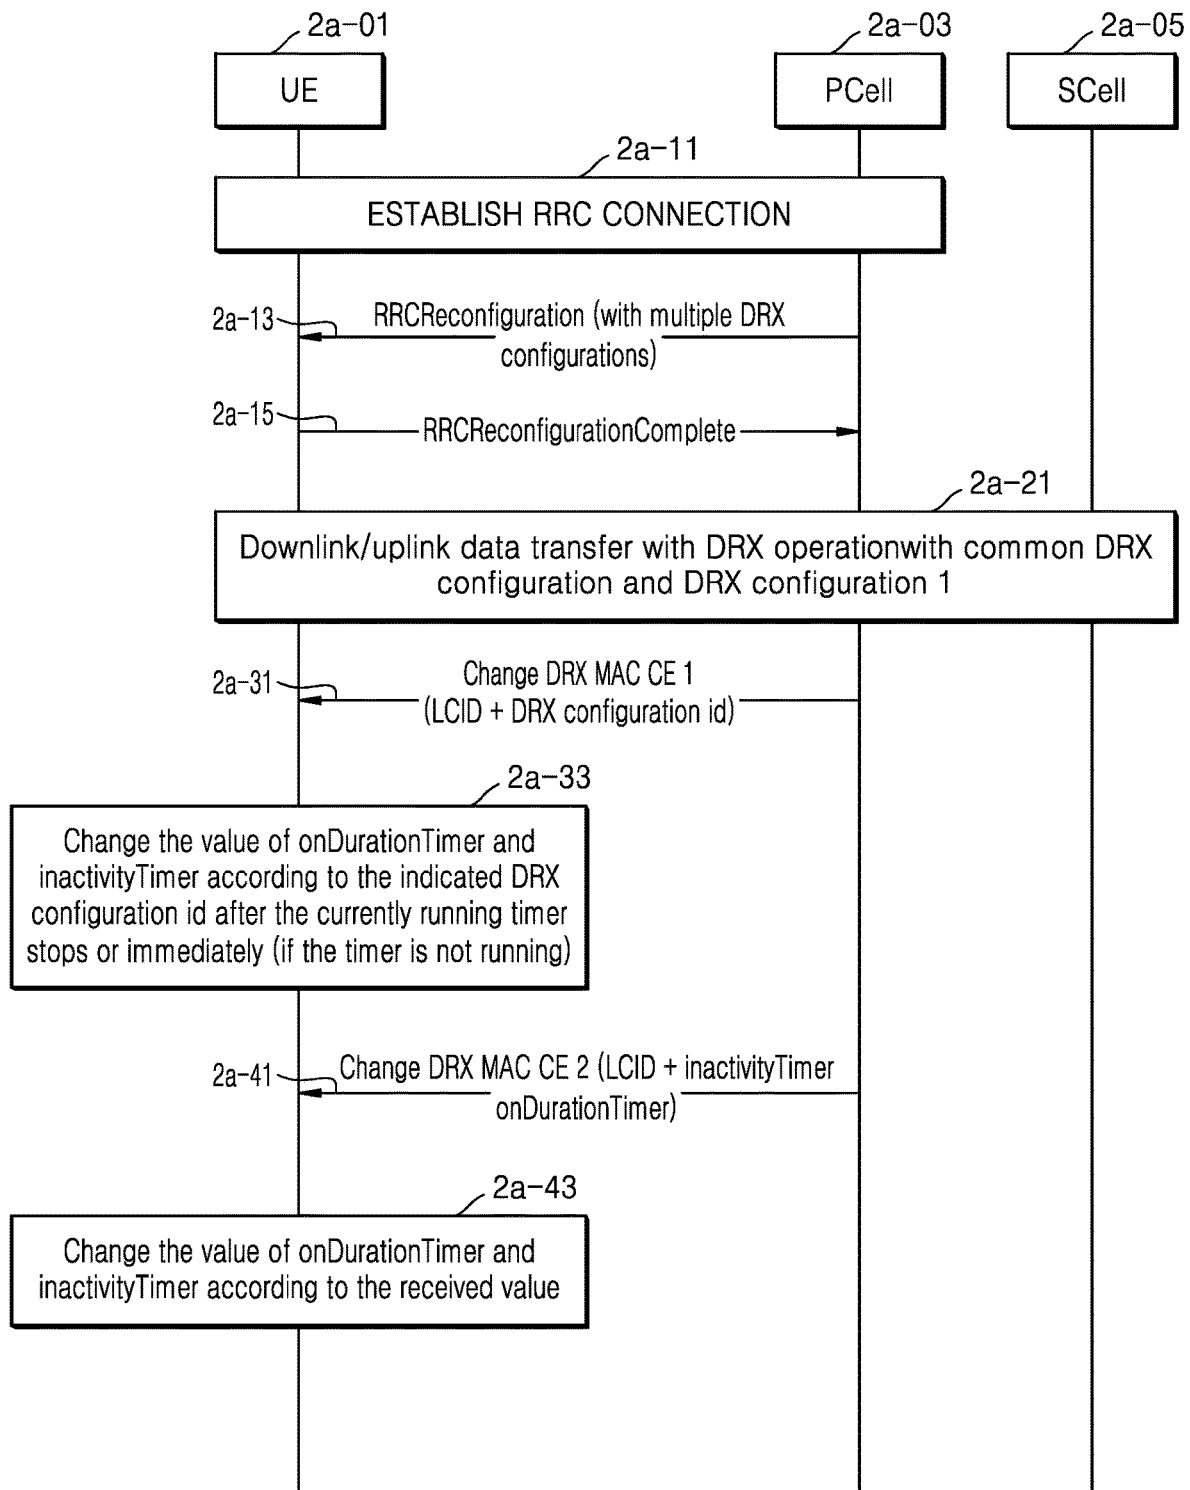 2a-01
2a-03
2a-05
UE
PCell
SCell
2a-11
ESTABLISH RRC CONNECTION
2a-13
RRCReconfiguration (with multiple DRX
configurations)
2a-15
RRCReconfigurationComplete
2a-21
Downlink/uplink data transfer with DRX operationwith common DRX
configuration and DRX configuration 1
2a-31
Change DRX MAC CE 1
(LCID + DRX configuration id)
2a-33
Change the value of onDurationTimer and
inactivityTimer according to the indicated DRX
configuration id after the currently running timer
stops or immediately (if the timer is not running)
2a-41
Change DRX MAC CE 2 (LCID + inactivityTimer
onDurationTimer)
2a-43
Change the value of onDurationTimer and
inactivityTimer according to the received value